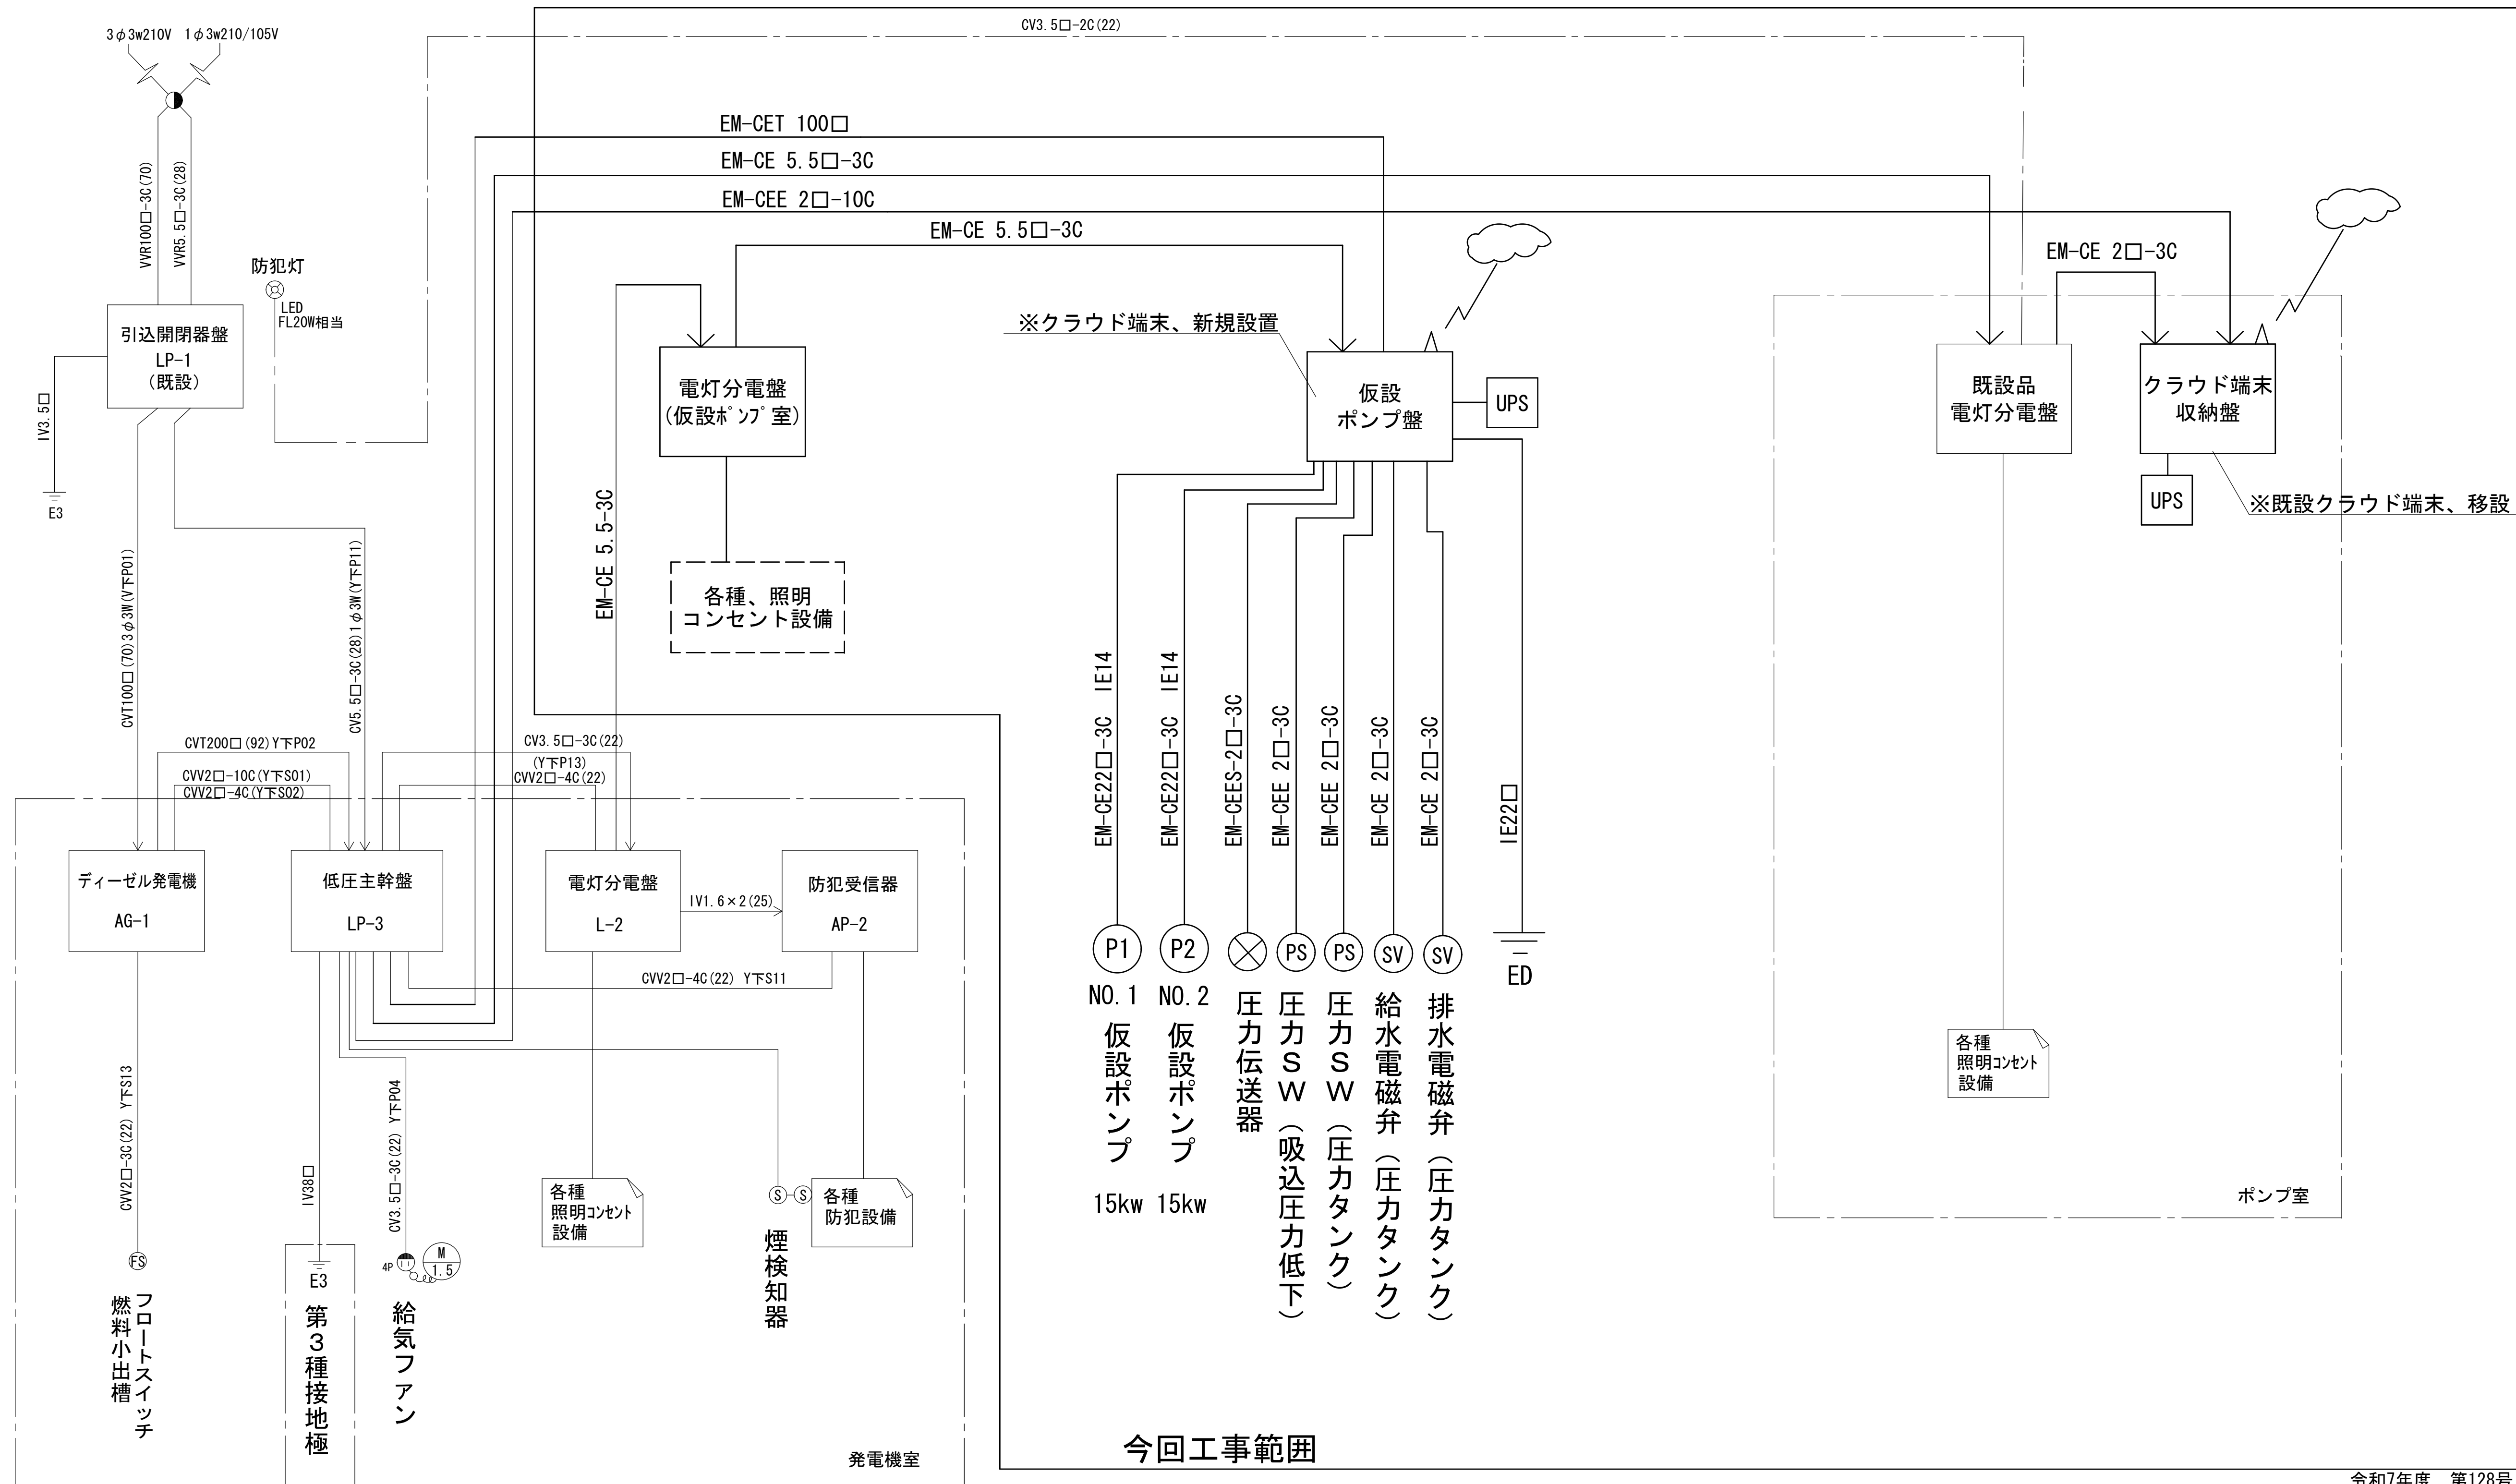 3φ3w210V 1φ3w210/105V
VVR100□-3C(70)
VVR5.5□-3C(28)
防犯灯
LED
FL20W相当
引込開閉器盤
LP-1
(既設)
IV3.5□
E3
CV3.5□-2C(22)
EM-CET 100□
EM-CE 5.5□-3C
EM-CEE 2□-10C
EM-CE 5.5□-3C
EM-CE 2□-3C
※クラウド端末、新規設置
電灯分電盤
(仮設ﾎﾟﾝﾌﾟ室)
仮設
ポンプ盤
UPS
既設品
電灯分電盤
クラウド端末
収納盤
UPS
※既設クラウド端末、移設
EM-CE 5.5-3C
各種、照明
コンセント設備
CVT100□(70)3φ3W(V下P01)
CV5.5□-3C(28)1φ3W(Y下P11)
CVT200□(92)Y下P02
CVV2□-10C(Y下S01)
CVV2□-4C(Y下S02)
CV3.5□-3C(22)
(Y下P13)
CVV2□-4C(22)
EM-CE22□-3C IE14
EM-CE22□-3C IE14
EM-CEES-2□-3C
EM-CEE 2□-3C
EM-CEE 2□-3C
EM-CE 2□-3C
EM-CE 2□-3C
IE22□
ディーゼル発電機
AG-1
低圧主幹盤
LP-3
電灯分電盤
L-2
IV1.6×2(25)
防犯受信器
AP-2
CVV2□-4C(22) Y下S11
P1
P2
PS
PS
SV
SV
ED
NO.1
仮設ポンプ
15kw
NO.2
仮設ポンプ
15kw
圧力伝送器
圧力SW(吸込圧力低下)
圧力SW(圧力タンク)
給水電磁弁(圧力タンク)
排水電磁弁(圧力タンク)
各種
照明ｺﾝｾﾝﾄ
設備
ポンプ室
CVV2□-3C(22) Y下S13
IV38□
CV3.5□-3C(22) Y下P04
FS
フロートスイッチ
燃料小出槽
E3
第3種接地極
4P
M
1.5
給気ファン
各種
照明ｺﾝｾﾝﾄ
設備
S
S
煙検知器
各種
防犯設備
発電機室
今回工事範囲
令和7年度 第128号